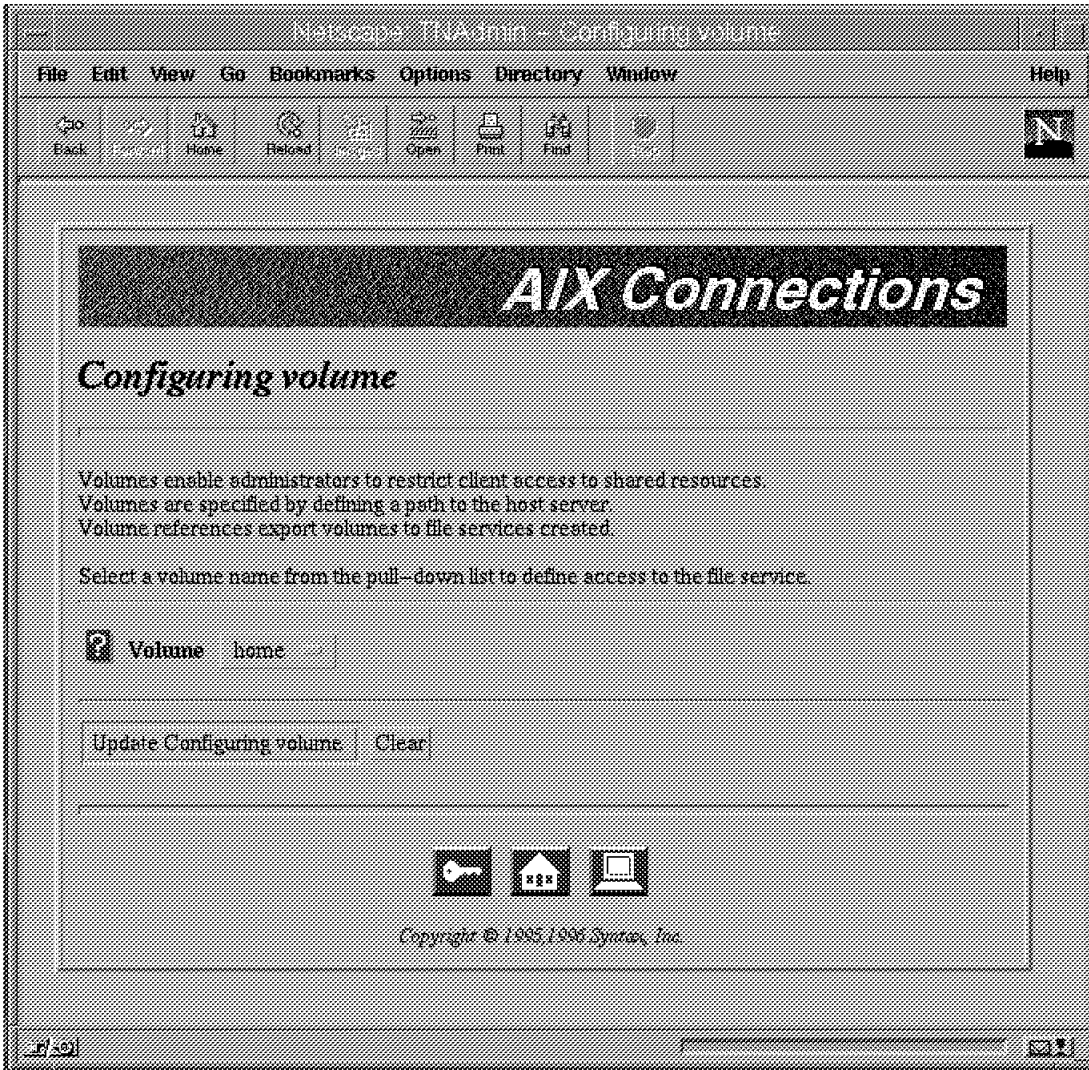 Netscape: TNAdmin – Configuring volume
File Edit View Go Bookmarks Options Directory Window Help
Back Forward Home Reload Images Open Print Find Stop
N
AIX Connections
Configuring volume
Volumes enable administrators to restrict client access to shared resources.
Volumes are specified by defining a path to the host server.
Volume references export volumes to file services created.
Select a volume name from the pull–down list to define access to the file service.
? Volume home
Update Configuring volume Clear
Copyright © 1995,1996 Syntax, Inc.